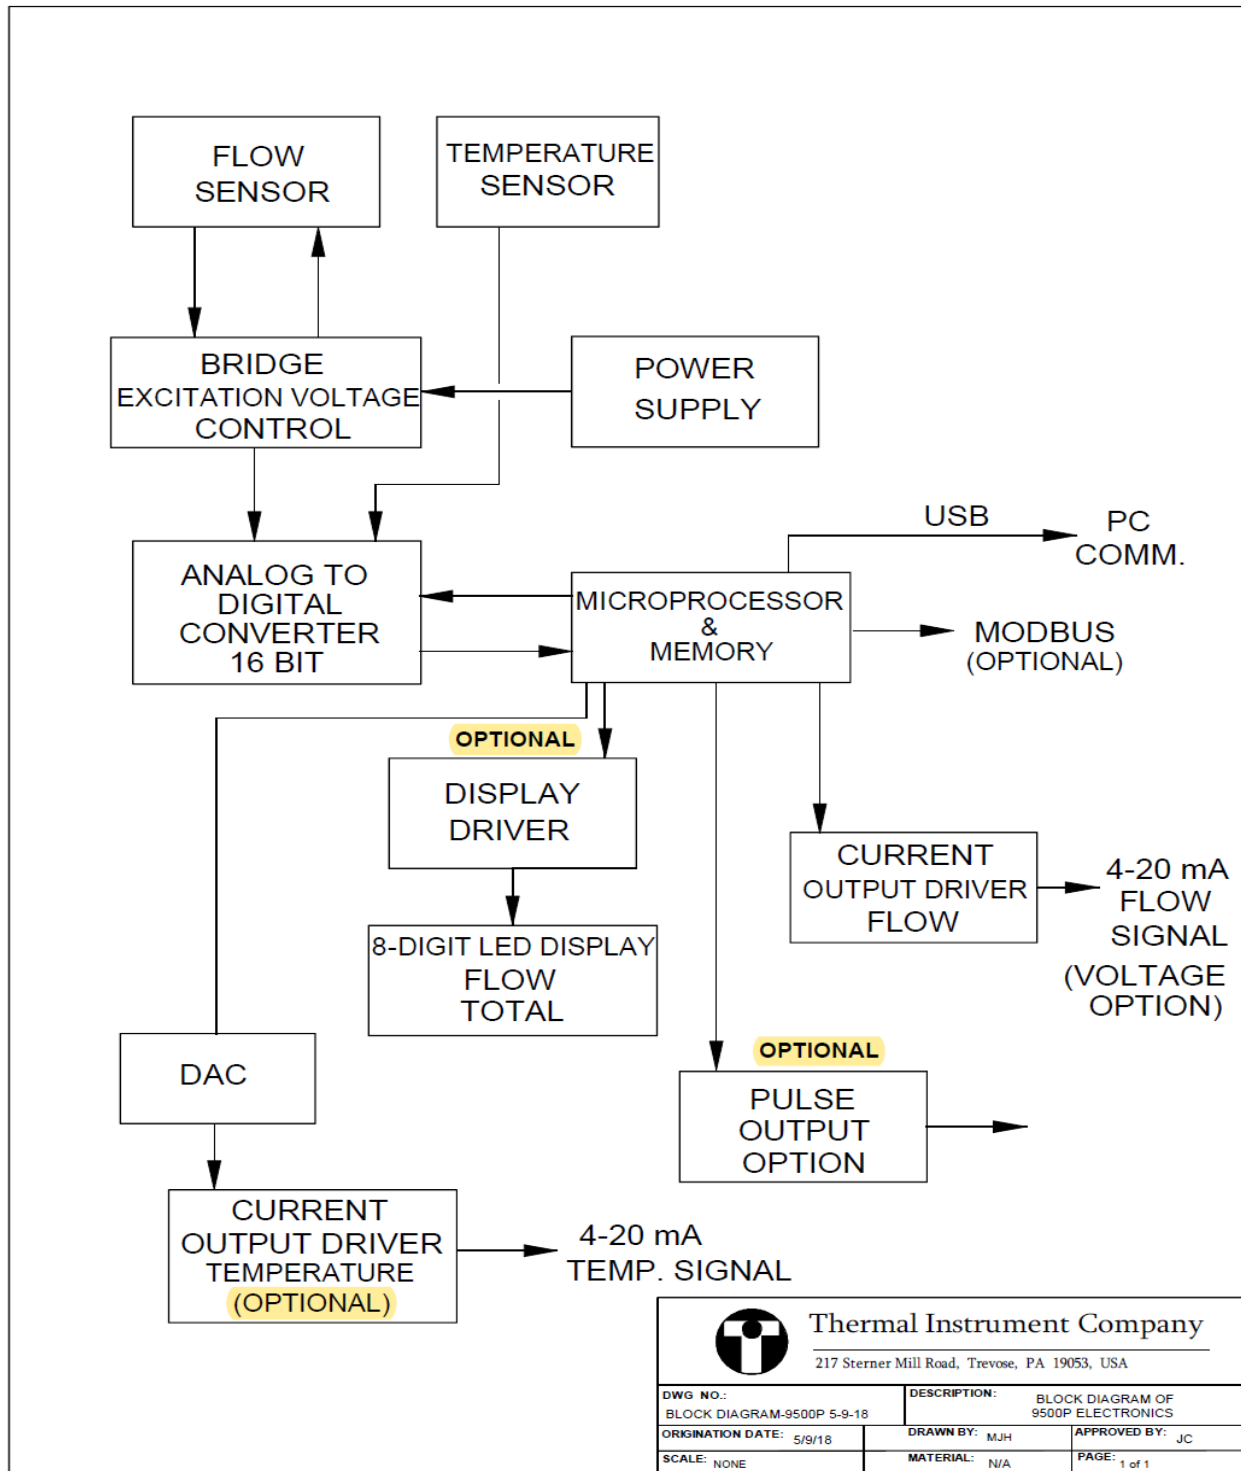 FLOW
SENSOR
TEMPERATURE
SENSOR
BRIDGE
EXCITATION VOLTAGE
CONTROL
POWER
SUPPLY
USB
PC
COMM.
ANALOG TO
DIGITAL
CONVERTER
16 BIT
MICROPROCESSOR
&
MEMORY
MODBUS
(OPTIONAL)
OPTIONAL
DISPLAY
DRIVER
CURRENT
OUTPUT DRIVER
FLOW
4-20 mA
FLOW
SIGNAL
(VOLTAGE
OPTION)
8-DIGIT LED DISPLAY
FLOW
TOTAL
DAC
OPTIONAL
PULSE
OUTPUT
OPTION
CURRENT
OUTPUT DRIVER
TEMPERATURE
(OPTIONAL)
4-20 mA
TEMP. SIGNAL
Thermal Instrument Company
217 Sterner Mill Road, Trevose, PA 19053, USA
DWG NO.:
BLOCK DIAGRAM-9500P 5-9-18
DESCRIPTION:
BLOCK DIAGRAM OF
9500P ELECTRONICS
ORIGINATION DATE: 5/9/18
DRAWN BY: MJH
APPROVED BY: JC
SCALE: NONE
MATERIAL: N/A
PAGE: 1 of 1